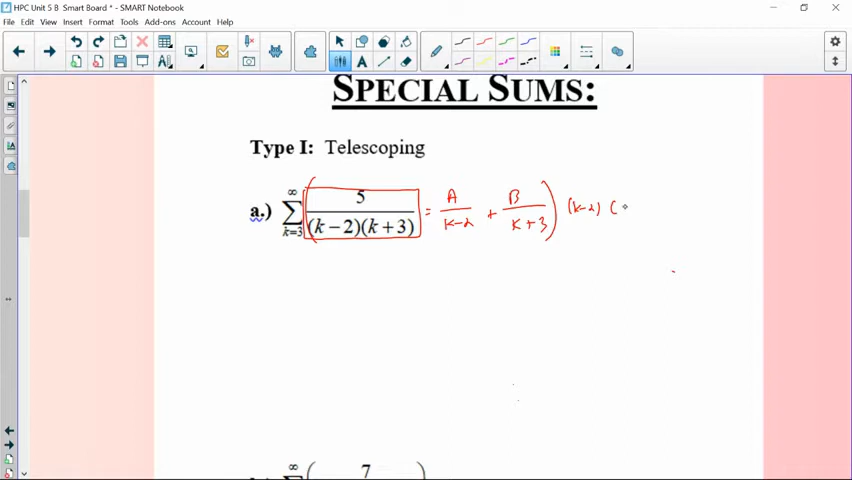 HPC Unit 5 B Smart Board * - SMART Notebook
File Edit View Insert Format Tools Add-ons Account Help
SPECIAL SUMS:
Type I: Telescoping
a.) ∑_{k=3}^{∞} ( 5/((k−2)(k+3)) = A/(k−2) + B/(k+3) ) (k−2) (
∞ ( 7